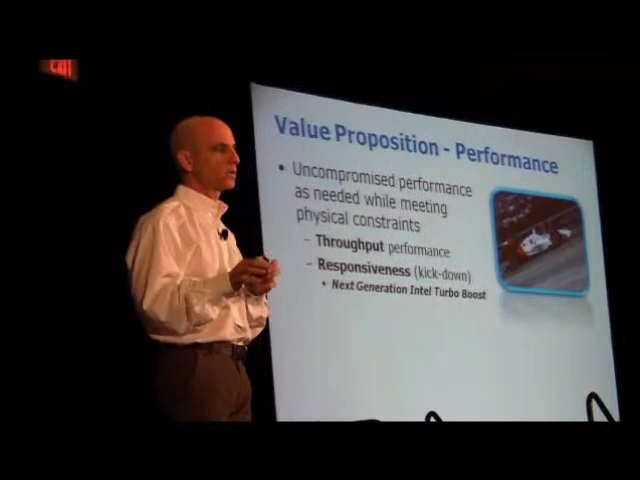 EXIT
Value Proposition - Performance
• Uncompromised performance
as needed while meeting
physical constraints
– Throughput performance
– Responsiveness (kick-down)
• Next Generation Intel Turbo Boost